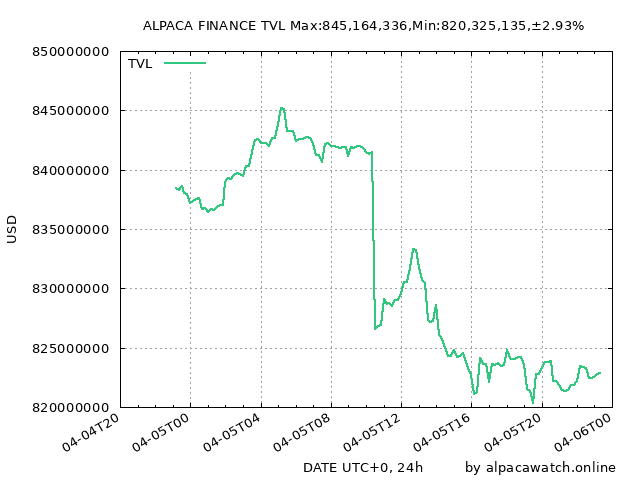 ALPACA FINANCE TVL Max:845,164,336,Min:820,325,135,±2.93%
850000000
TVL
845000000
840000000
835000000
USD
830000000
825000000
820000000
04-04T20
04-05T00
04-05T04
04-05T08
04-05T12
04-05T16
04-05T20
04-06T00
DATE UTC+0, 24h
by alpacawatch.online